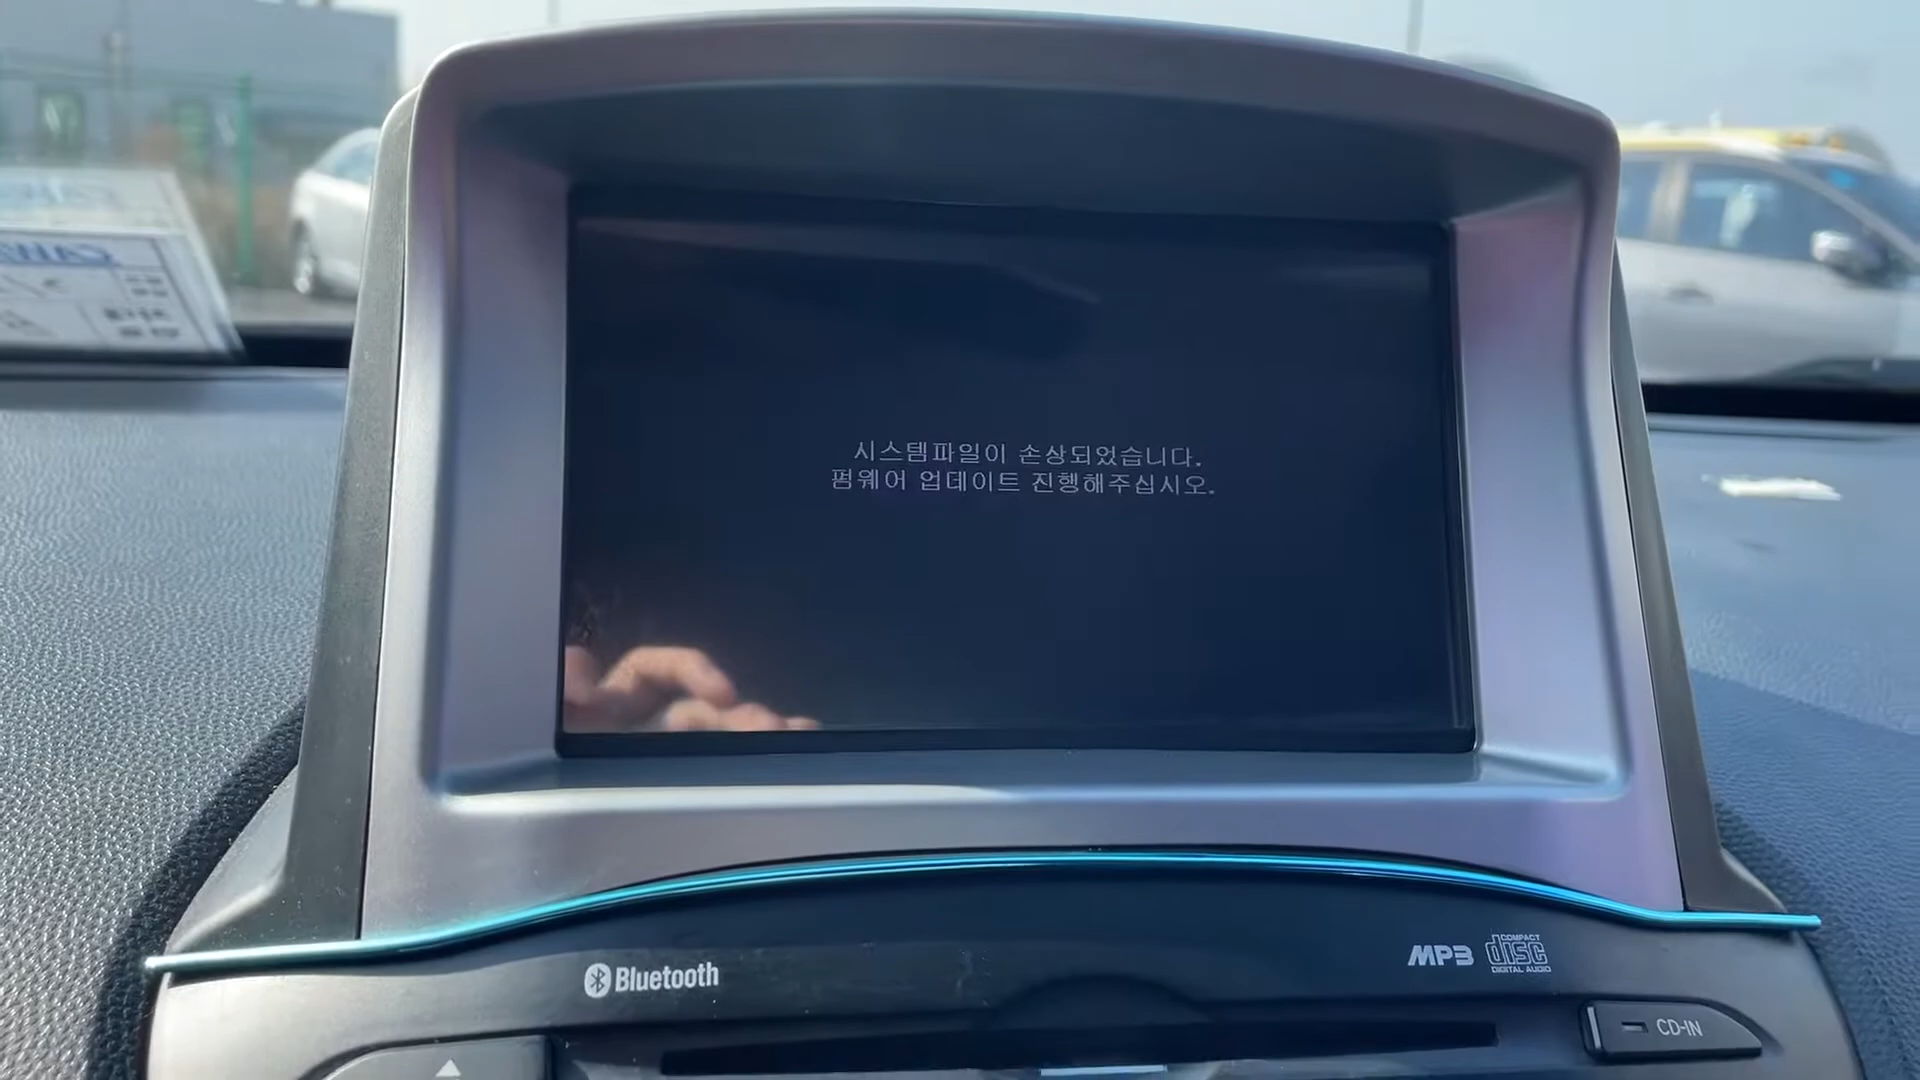 시스템파일이 손상되었습니다.
펌웨어 업데이트 진행해주십시오.
Bluetooth
MP3
COMPACT
disc
DIGITAL AUDIO
CD-IN